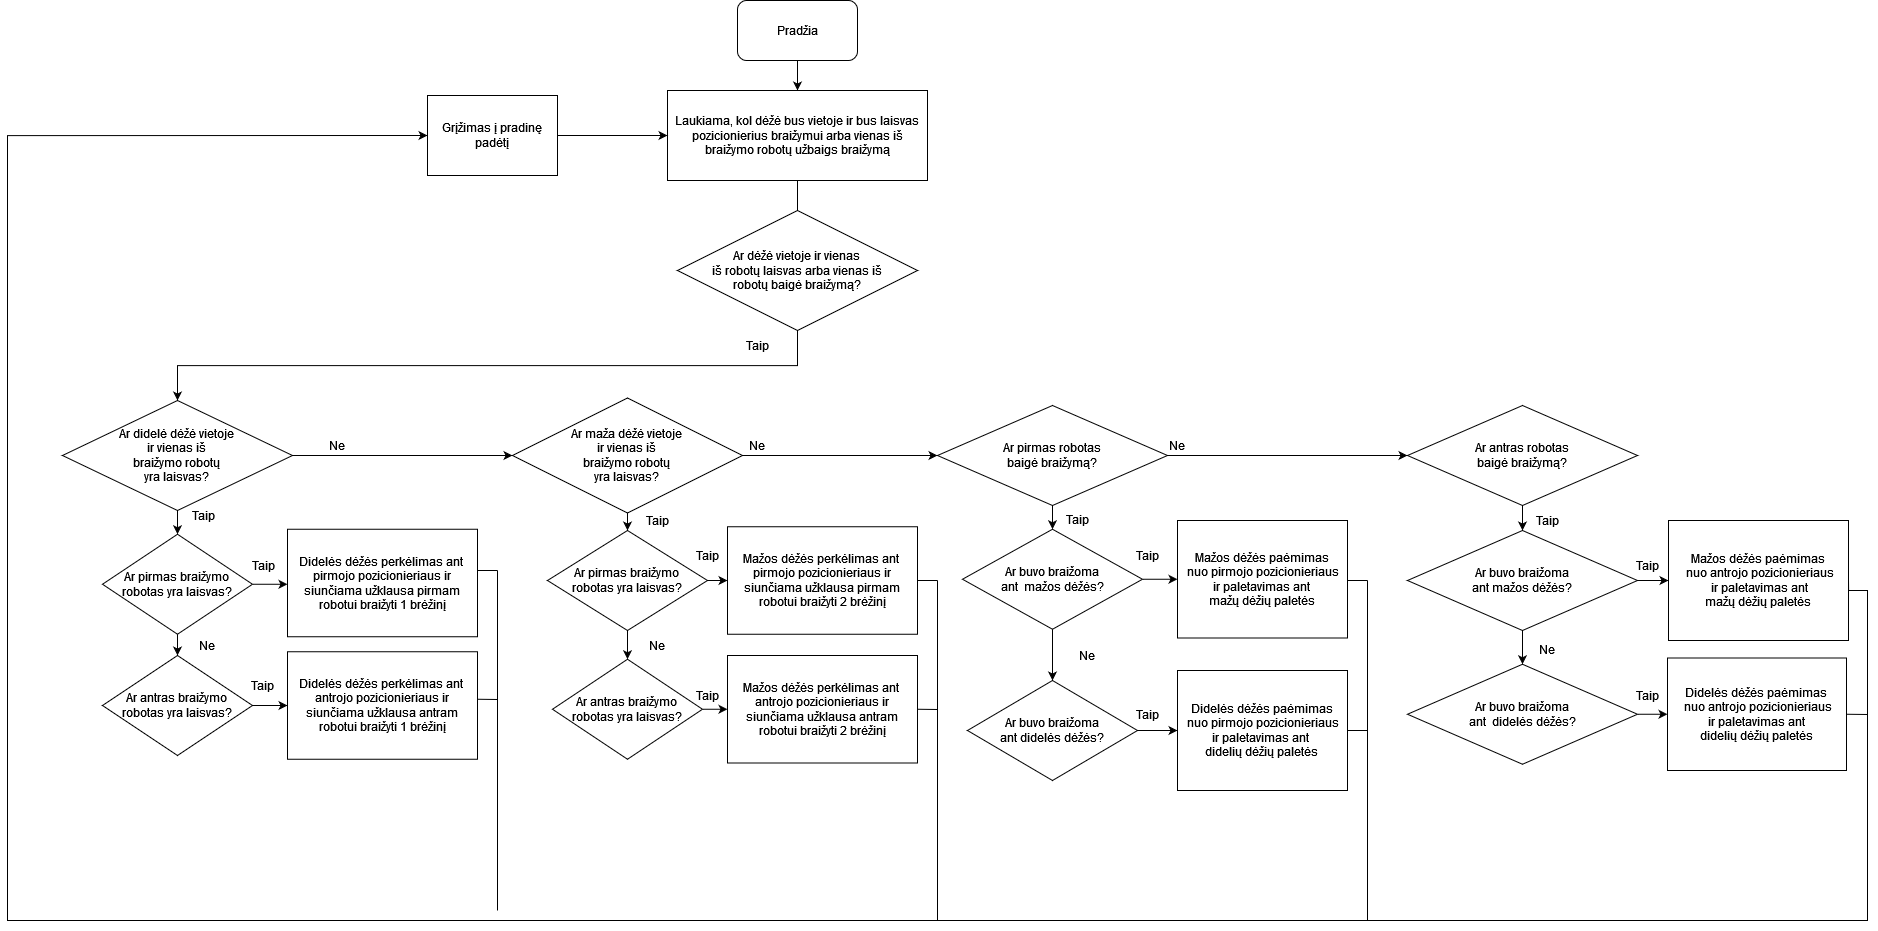 Pradžia
Grįžimas į pradinę
padėtį
Laukiama, kol dėžė bus vietoje ir bus laisvas
pozicionierius braižymui arba vienas iš
braižymo robotų užbaigs braižymą
Ar dėžė vietoje ir vienas
iš robotų laisvas arba vienas iš
robotų baigė braižymą?
Taip
Ar didelė dėžė vietoje
ir vienas iš
braižymo robotų
yra laisvas?
Ne
Ar maža dėžė vietoje
ir vienas iš
braižymo robotų
yra laisvas?
Ne
Ar pirmas robotas
baigė braižymą?
Ne
Ar antras robotas
baigė braižymą?
Taip
Ar pirmas braižymo
robotas yra laisvas?
Taip
Didelės dėžės perkėlimas ant
pirmojo pozicionieriaus ir
siunčiama užklausa pirmam
robotui braižyti 1 brėžinį
Ne
Ar antras braižymo
robotas yra laisvas?
Taip
Didelės dėžės perkėlimas ant
antrojo pozicionieriaus ir
siunčiama užklausa antram
robotui braižyti 1 brėžinį
Taip
Ar pirmas braižymo
robotas yra laisvas?
Taip
Mažos dėžės perkėlimas ant
pirmojo pozicionieriaus ir
siunčiama užklausa pirmam
robotui braižyti 2 brėžinį
Ne
Ar antras braižymo
robotas yra laisvas?
Taip
Mažos dėžės perkėlimas ant
antrojo pozicionieriaus ir
siunčiama užklausa antram
robotui braižyti 2 brėžinį
Taip
Ar buvo braižoma
ant mažos dėžės?
Taip
Mažos dėžės paėmimas
nuo pirmojo pozicionieriaus
ir paletavimas ant
mažų dėžių paletės
Ne
Ar buvo braižoma
ant didelės dėžės?
Taip
Didelės dėžės paėmimas
nuo pirmojo pozicionieriaus
ir paletavimas ant
didelių dėžių paletės
Taip
Ar buvo braižoma
ant mažos dėžės?
Taip
Mažos dėžės paėmimas
nuo antrojo pozicionieriaus
ir paletavimas ant
mažų dėžių paletės
Ne
Ar buvo braižoma
ant didelės dėžės?
Taip
Didelės dėžės paėmimas
nuo antrojo pozicionieriaus
ir paletavimas ant
didelių dėžių paletės